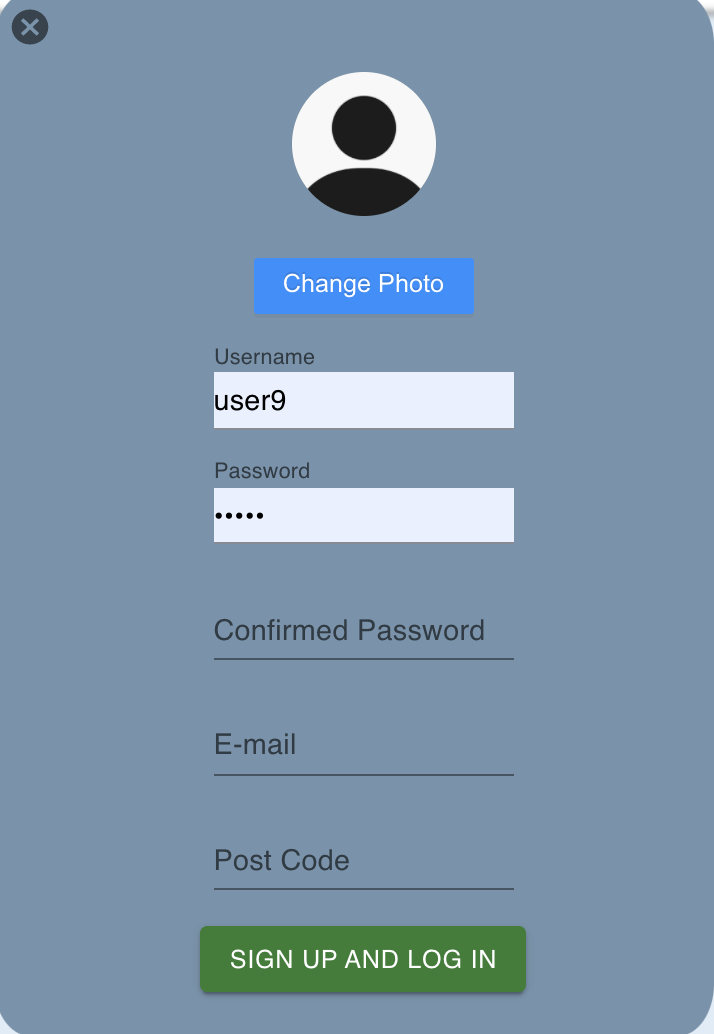 Change Photo
Username
user9
Password
•••••
Confirmed Password
E-mail
Post Code
SIGN UP AND LOG IN